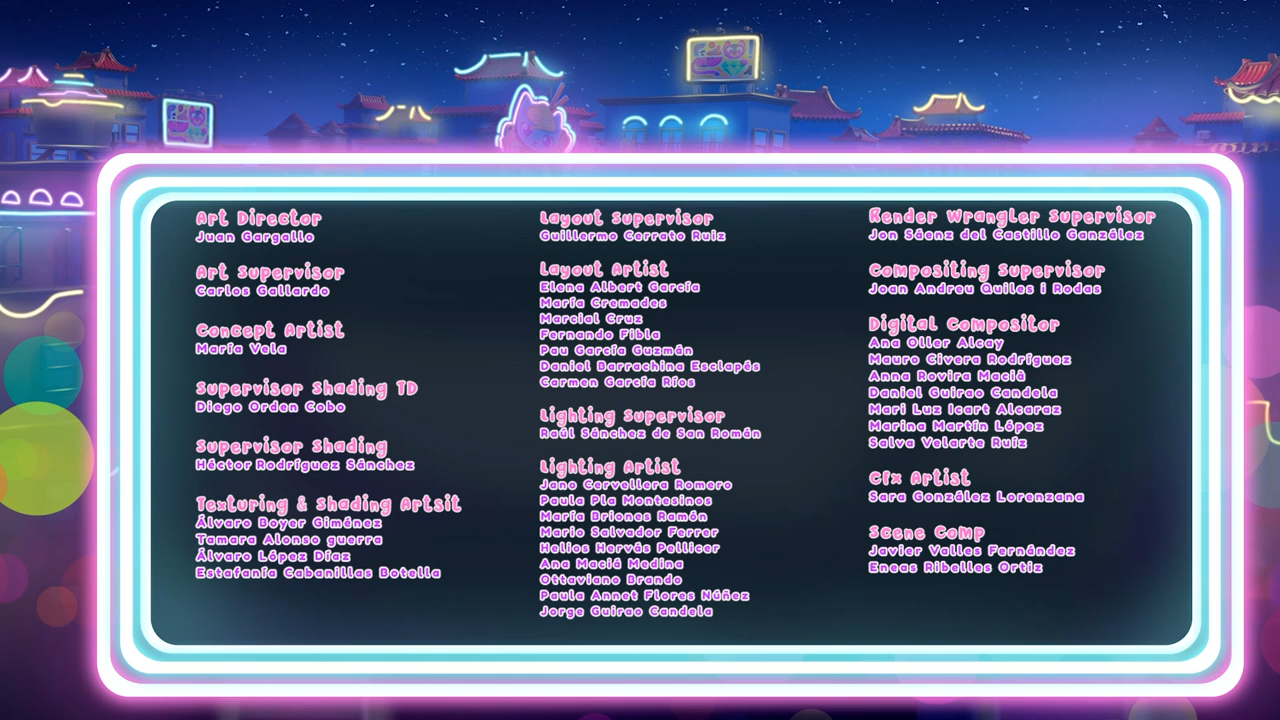 Art Director
Juan Gargallo
Art Supervisor
Carlos Gallardo
Concept Artist
María Vela
Supervisor Shading TD
Diego Orden Cobo
Supervisor Shading
Héctor Rodríguez Sánchez
Texturing & Shading Artsit
Álvaro Boyer Giménez
Tamara Alonso guerra
Álvaro López Díaz
Estafanía Cabanillas Botella
Layout Supervisor
Guillermo Cerrato Ruiz
Layout Artist
Elena Albert García
María Cremades
Marcial Cruz
Fernando Fibla
Pau García Guzmán
Daniel Barrachina Esclapés
Carmen García Ríos
Lighting Supervisor
Raúl Sánchez de San Román
Lighting Artist
Jano Cervellera Romero
Paula Pla Montesinos
María Briones Ramón
Mario Salvador Ferrer
Helios Hervás Pellicer
Ana Maciá Medina
Ottaviano Brando
Paula Annet Flores Núñez
Jorge Guirao Candela
Render Wrangler Supervisor
Jon Sáenz del Castillo Ganzález
Compositing Supervisor
Joan Andreu Quiles i Rodas
Digital Compositor
Ana Oller Alcay
Mauro Civera Rodríguez
Anna Rovira Maciá
Daniel Guirao Candela
Mari Luz Icart Alcaraz
Marina Martín López
Salva Velarte Ruíz
Cfx Artist
Sara González Lorenzana
Scene Comp
Javier Valles Fernández
Eneas Ribelles Ortiz